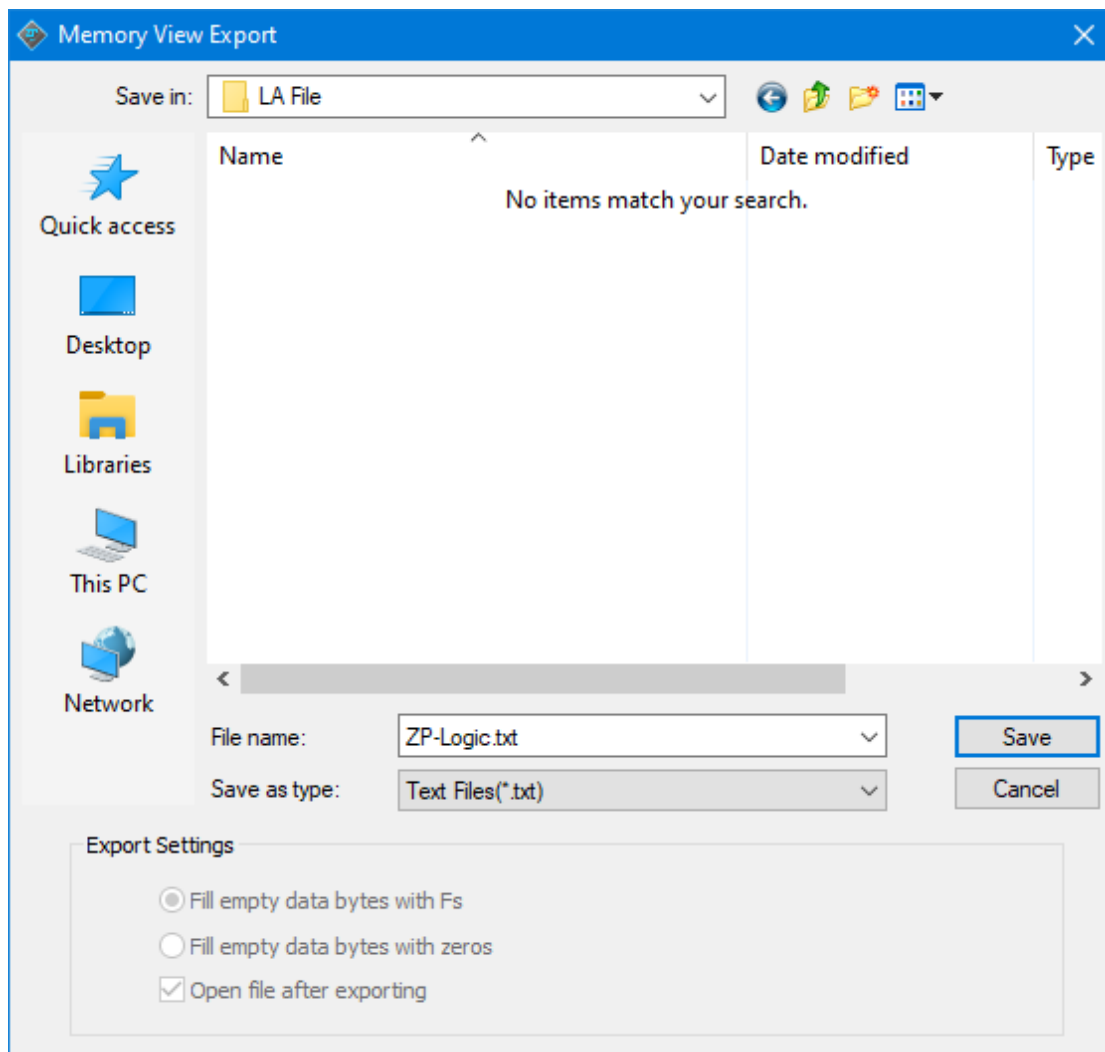 Memory View Export
Save in: LA File
Name Date modified Type
No items match your search.
Quick access
Desktop
Libraries
This PC
Network
File name: ZP-Logic.txt Save
Save as type: Text Files(*.txt) Cancel
Export Settings
Fill empty data bytes with Fs
Fill empty data bytes with zeros
Open file after exporting